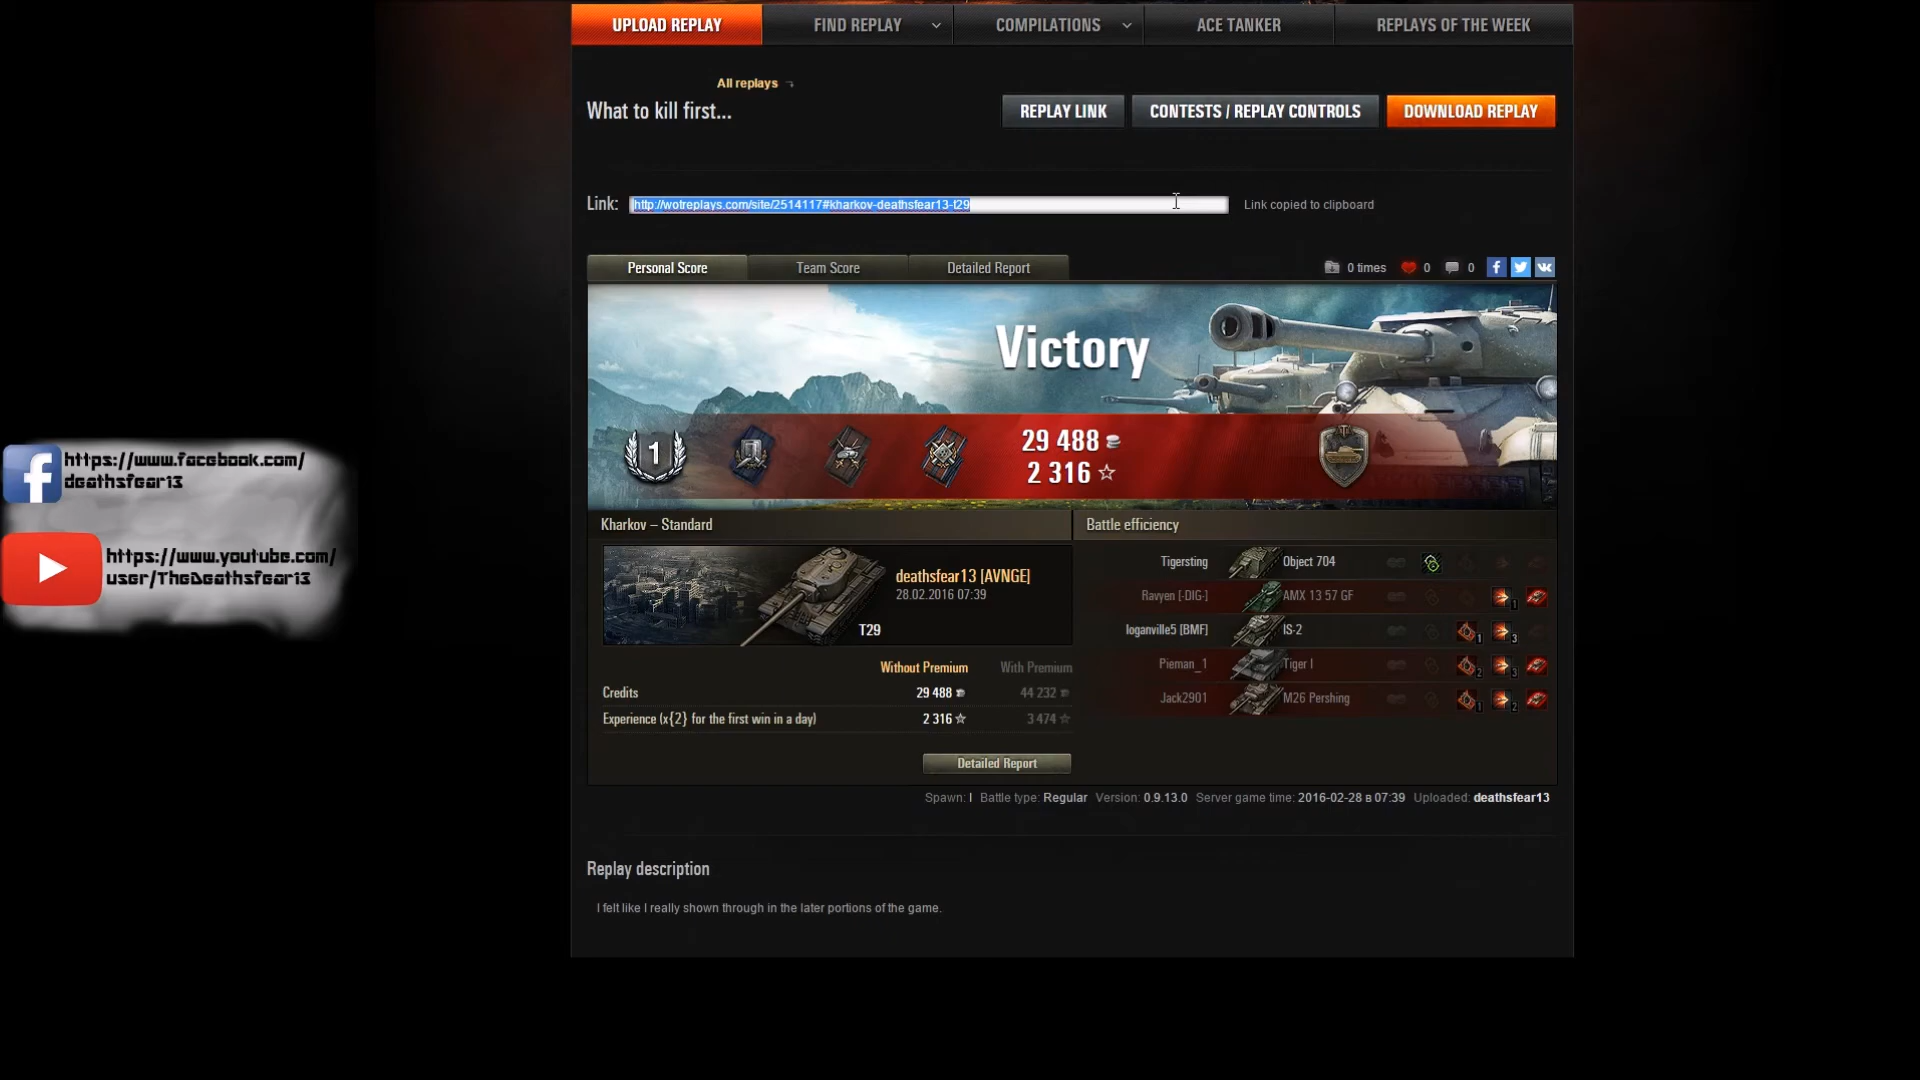 UPLOAD REPLAY
FIND REPLAY
COMPILATIONS
ACE TANKER
REPLAYS OF THE WEEK
All replays
What to kill first...
REPLAY LINK
CONTESTS / REPLAY CONTROLS
DOWNLOAD REPLAY
Link:
http://wotreplays.com/site/2514117#kharkov-deathsfear13-t29
Link copied to clipboard
Personal Score
Team Score
Detailed Report
0 times
0
0
Victory
1
29 488
2 316
https://www.facebook.com/
deathsfear13
https://www.youtube.com/
user/TheDeathsfear13
Kharkov – Standard
Battle efficiency
deathsfear13 [AVNGE]
28.02.2016 07:39
T29
Without Premium
With Premium
Credits
29 488
44 232
Experience (x{2} for the first win in a day)
2 316
3 474
Detailed Report
Tigersting
Object 704
Ravyen [-DIG-]
AMX 13 57 GF
1
loganville5 [BMF]
IS-2
1
3
Pieman_1
Tiger I
2
3
Jack2901
M26 Pershing
1
2
Spawn: I Battle type: Regular Version: 0.9.13.0 Server game time: 2016-02-28 в 07:39 Uploaded: deathsfear13
Replay description
I felt like I really shown through in the later portions of the game.